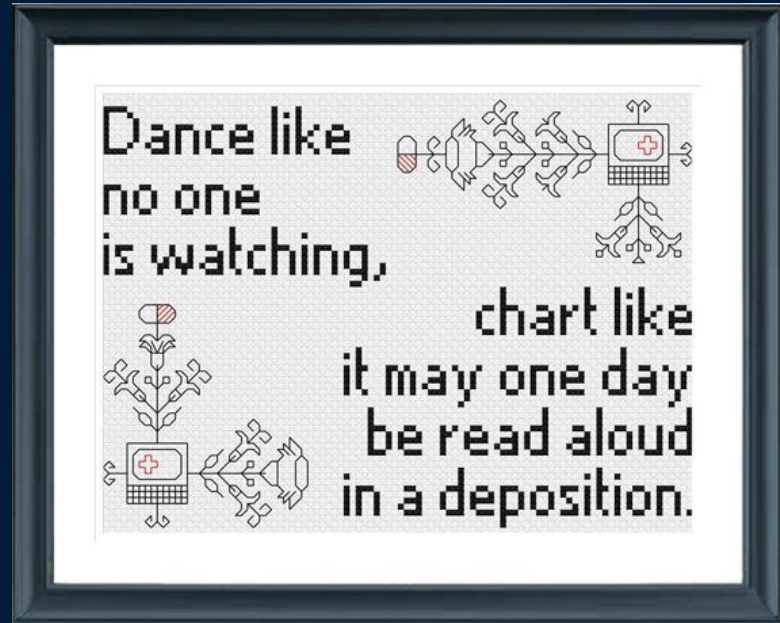 Dance like
no one
is watching,
chart like
it may one day
be read aloud
in a deposition.